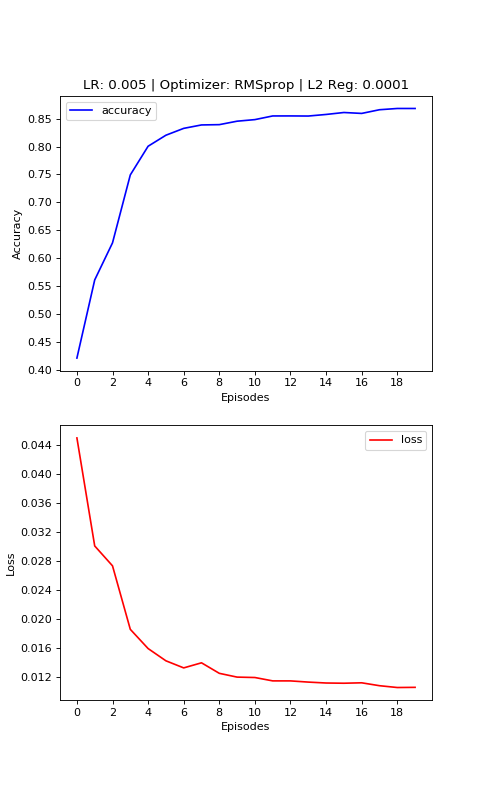 LR: 0.005 | Optimizer: RMSprop | L2 Reg: 0.0001
accuracy
0.85
0.80
0.75
0.70
0.65
0.60
0.55
0.50
0.45
0.40
Accuracy
0 2 4 6 8 10 12 14 16 18
Episodes
loss
0.044
0.040
0.036
0.032
0.028
0.024
0.020
0.016
0.012
Loss
0 2 4 6 8 10 12 14 16 18
Episodes